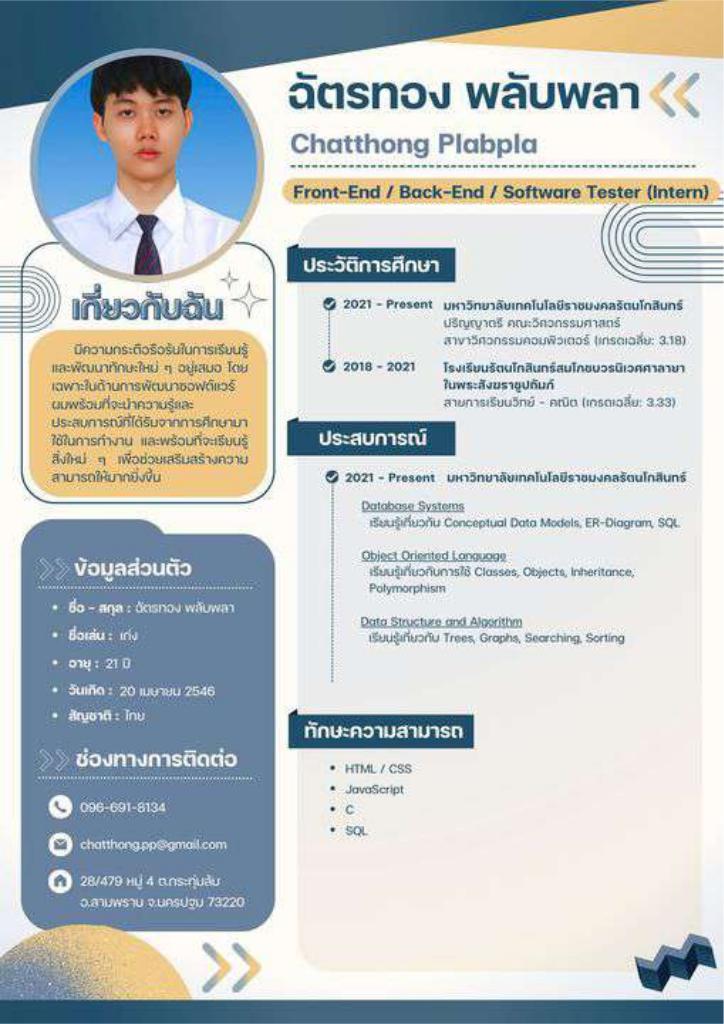 ฉัตรทอง พลับพลา
Chatthong Plabpla
Front-End / Back-End / Software Tester (Intern)
เกี่ยวกับฉัน
มีความกระตือรือร้นในการเรียนรู้
และพัฒนาทักษะใหม่ ๆ อยู่เสมอ โดย
เฉพาะในด้านการพัฒนาซอฟต์แวร์
ผมพร้อมที่จะนำความรู้และ
ประสบการณ์ที่ได้รับจากการศึกษามา
ใช้ในการทำงาน และพร้อมที่จะเรียนรู้
สิ่งใหม่ ๆ เพื่อช่วยเสริมสร้างความ
สามารถให้มากยิ่งขึ้น
ข้อมูลส่วนตัว
ชื่อ - สกุล : ฉัตรทอง พลับพลา
ชื่อเล่น : เก่ง
อายุ : 21 ปี
วันเกิด : 20 เมษายน 2546
สัญชาติ : ไทย
ช่องทางการติดต่อ
096-691-8134
chatthong.pp@gmail.com
28/479 หมู่ 4 ต.กระทุ่มล้ม
อ.สามพราน จ.นครปฐม 73220
ประวัติการศึกษา
2021 - Present มหาวิทยาลัยเทคโนโลยีราชมงคลรัตนโกสินทร์
ปริญญาตรี คณะวิศวกรรมศาสตร์
สาขาวิศวกรรมคอมพิวเตอร์ (เกรดเฉลี่ย: 3.18)
2018 - 2021 โรงเรียนรัตนโกสินทร์สมโภชบวรนิเวศศาลายา
ในพระสังฆราชูปถัมภ์
สายการเรียนวิทย์ - คณิต (เกรดเฉลี่ย: 3.33)
ประสบการณ์
2021 - Present มหาวิทยาลัยเทคโนโลยีราชมงคลรัตนโกสินทร์
Database Systems
เรียนรู้เกี่ยวกับ Conceptual Data Models, ER-Diagram, SQL
Object Oriented Language
เรียนรู้เกี่ยวกับการใช้ Classes, Objects, Inheritance,
Polymorphism
Data Structure and Algorithm
เรียนรู้เกี่ยวกับ Trees, Graphs, Searching, Sorting
ทักษะความสามารถ
HTML / CSS
JavaScript
C
SQL